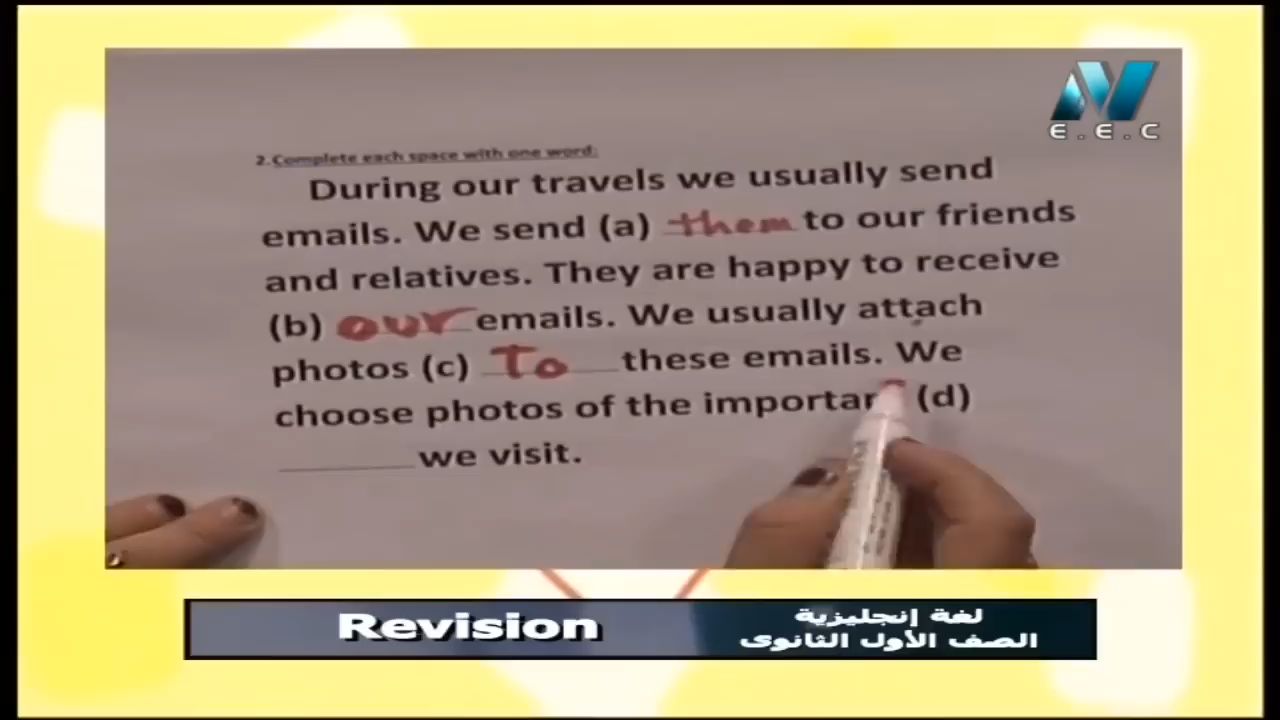 E.E.C
2.Complete each space with one word:
During our travels we usually send
emails. We send (a) them to our friends
and relatives. They are happy to receive
(b) our emails. We usually attach
photos (c) To these emails. We
choose photos of the important (d)
we visit.
Revision
لغة إنجليزية
الصف الأول الثانوى